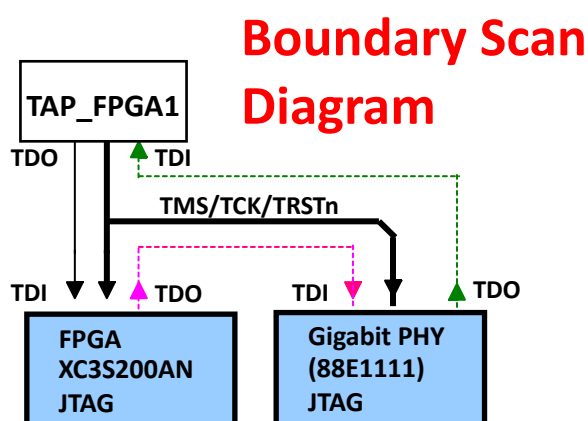 Boundary Scan
Diagram
TAP_FPGA1
TDO
TDI
TMS/TCK/TRSTn
TDI
TDO
TDI
TDO
FPGA
XC3S200AN
JTAG
Gigabit PHY
(88E1111)
JTAG